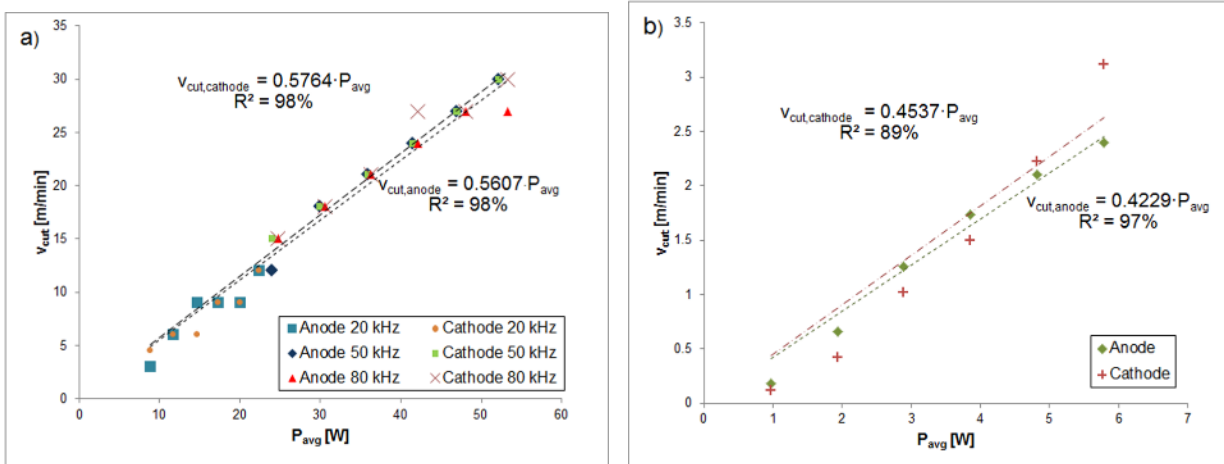 a)
v_cut [m/min]
35
30
25
20
15
10
5
0
v_cut,cathode = 0.5764·P_avg
R² = 98%
v_cut,anode = 0.5607·P_avg
R² = 98%
Anode 20 kHz Cathode 20 kHz
Anode 50 kHz Cathode 50 kHz
Anode 80 kHz Cathode 80 kHz
0 10 20 30 40 50 60
P_avg [W]
b)
v_cut [m/min]
3.5
3
2.5
2
1.5
1
0.5
0
v_cut,cathode = 0.4537·P_avg
R² = 89%
v_cut,anode = 0.4229·P_avg
R² = 97%
Anode
Cathode
0 1 2 3 4 5 6 7
P_avg [W]